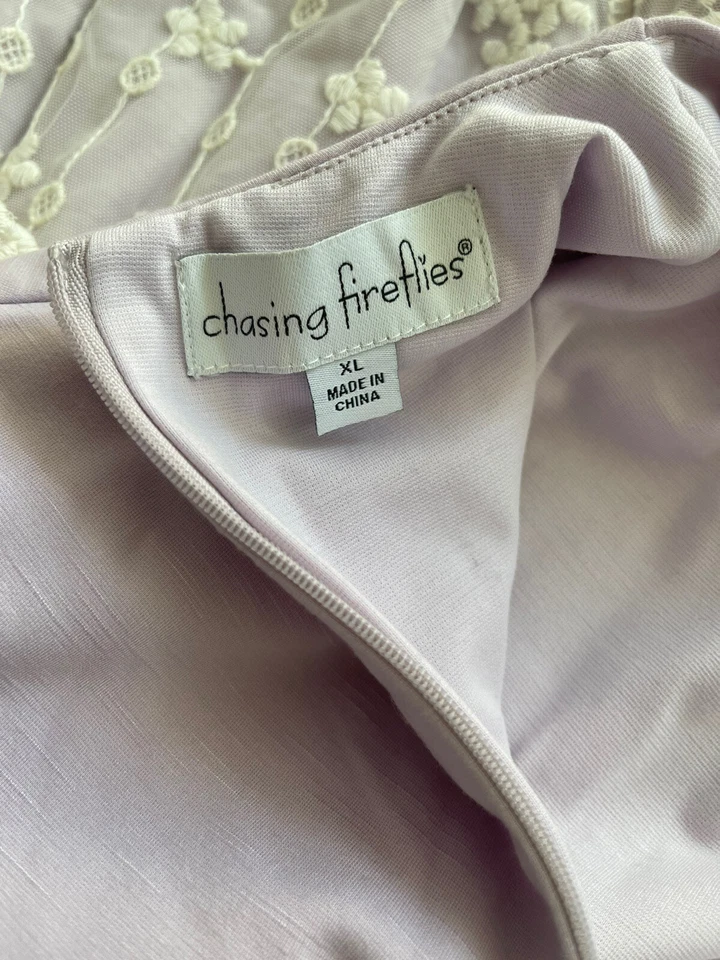 chasing fireflies®
XL
MADE IN
CHINA